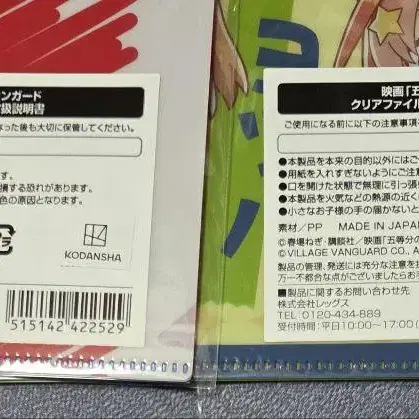 ンガード
扱説明書
なった後も大切に保管してください。
損する恐れがあります。
色の原因となります。
プラ
KODANSHA
515142 422529
映画「五
クリアファイル
ご使用になる前に以下の注意事項
●本製品を本来の目的以外にはご
●用紙を入れすぎないようにご注意
●口を開けた状態で無理に引っ張
●本製品を火気などの熱源の近く
●小さなお子様の手の届かないと
素材/PP MADE IN JAPAN
©春場ねぎ・講談社/映画「五等分の
©VILLAGE VANGUARD CO., A
製品の管理、発送には充分な注意を
万一不都合な点がございましたら
■製品に関するお問い合わせ先
株式会社レッグス
TEL 0120-434-889
受付時間:平日10:00~17:00(